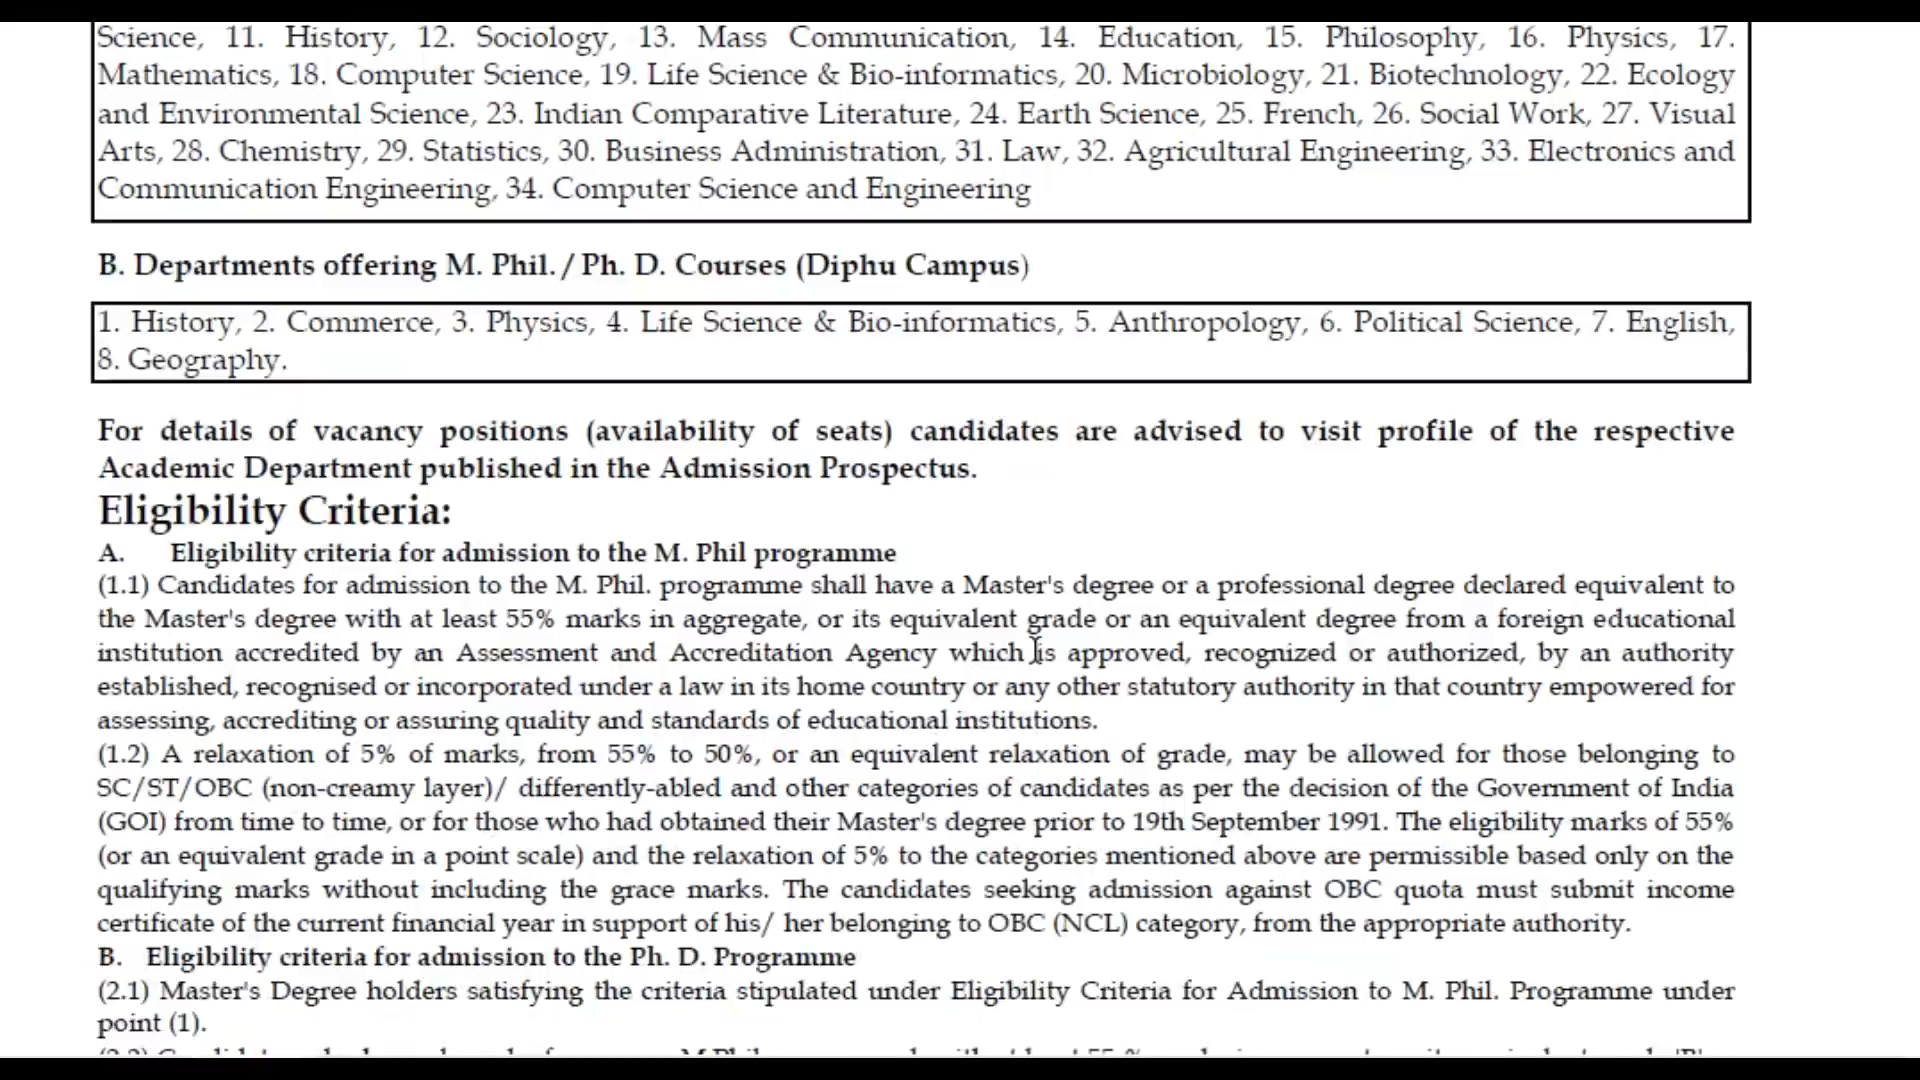 Science, 11. History, 12. Sociology, 13. Mass Communication, 14. Education, 15. Philosophy, 16. Physics, 17.
Mathematics, 18. Computer Science, 19. Life Science & Bio-informatics, 20. Microbiology, 21. Biotechnology, 22. Ecology
and Environmental Science, 23. Indian Comparative Literature, 24. Earth Science, 25. French, 26. Social Work, 27. Visual
Arts, 28. Chemistry, 29. Statistics, 30. Business Administration, 31. Law, 32. Agricultural Engineering, 33. Electronics and
Communication Engineering, 34. Computer Science and Engineering
B. Departments offering M. Phil. / Ph. D. Courses (Diphu Campus)
1. History, 2. Commerce, 3. Physics, 4. Life Science & Bio-informatics, 5. Anthropology, 6. Political Science, 7. English,
8. Geography.
For details of vacancy positions (availability of seats) candidates are advised to visit profile of the respective
Academic Department published in the Admission Prospectus.
Eligibility Criteria:
A. Eligibility criteria for admission to the M. Phil programme
(1.1) Candidates for admission to the M. Phil. programme shall have a Master's degree or a professional degree declared equivalent to
the Master's degree with at least 55% marks in aggregate, or its equivalent grade or an equivalent degree from a foreign educational
institution accredited by an Assessment and Accreditation Agency which is approved, recognized or authorized, by an authority
established, recognised or incorporated under a law in its home country or any other statutory authority in that country empowered for
assessing, accrediting or assuring quality and standards of educational institutions.
(1.2) A relaxation of 5% of marks, from 55% to 50%, or an equivalent relaxation of grade, may be allowed for those belonging to
SC/ST/OBC (non-creamy layer)/ differently-abled and other categories of candidates as per the decision of the Government of India
(GOI) from time to time, or for those who had obtained their Master's degree prior to 19th September 1991. The eligibility marks of 55%
(or an equivalent grade in a point scale) and the relaxation of 5% to the categories mentioned above are permissible based only on the
qualifying marks without including the grace marks. The candidates seeking admission against OBC quota must submit income
certificate of the current financial year in support of his/ her belonging to OBC (NCL) category, from the appropriate authority.
B. Eligibility criteria for admission to the Ph. D. Programme
(2.1) Master's Degree holders satisfying the criteria stipulated under Eligibility Criteria for Admission to M. Phil. Programme under
point (1).